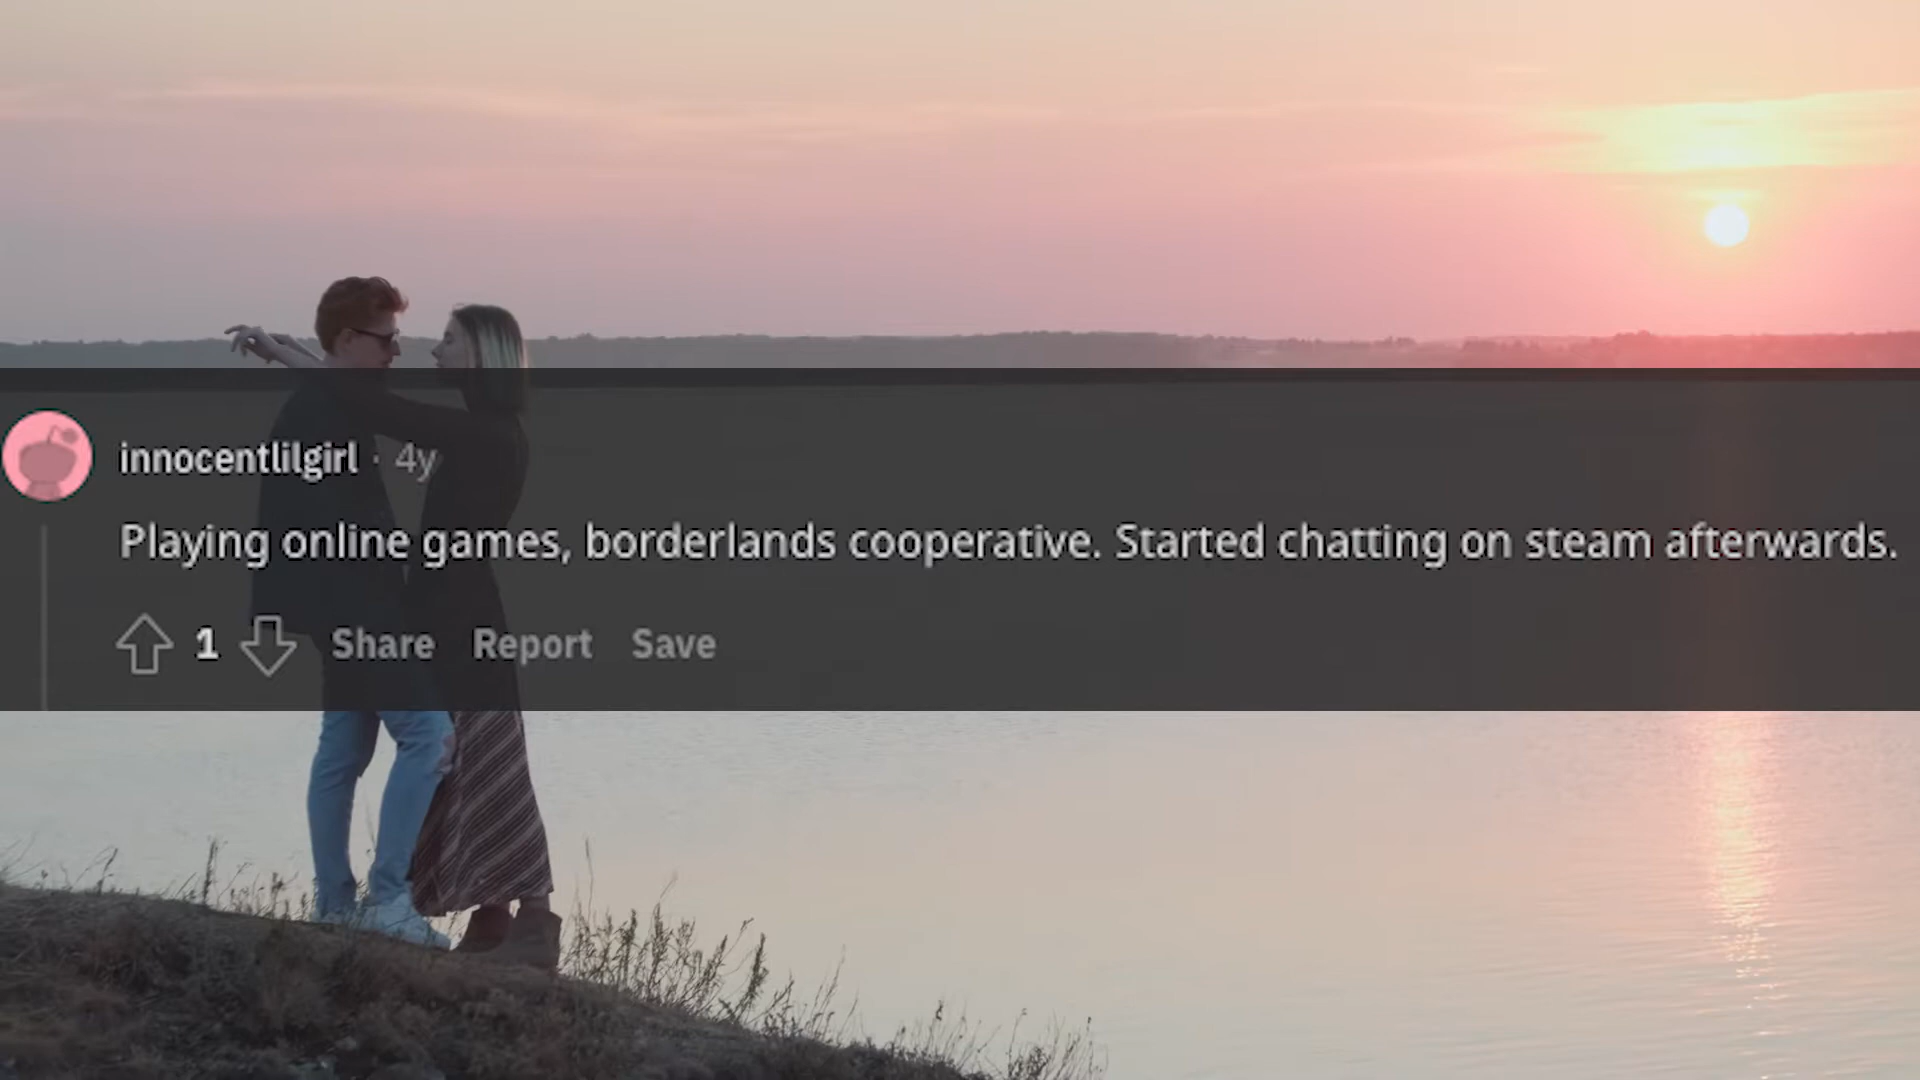 innocentlilgirl · 4y
Playing online games, borderlands cooperative. Started chatting on steam afterwards.
1 Share Report Save